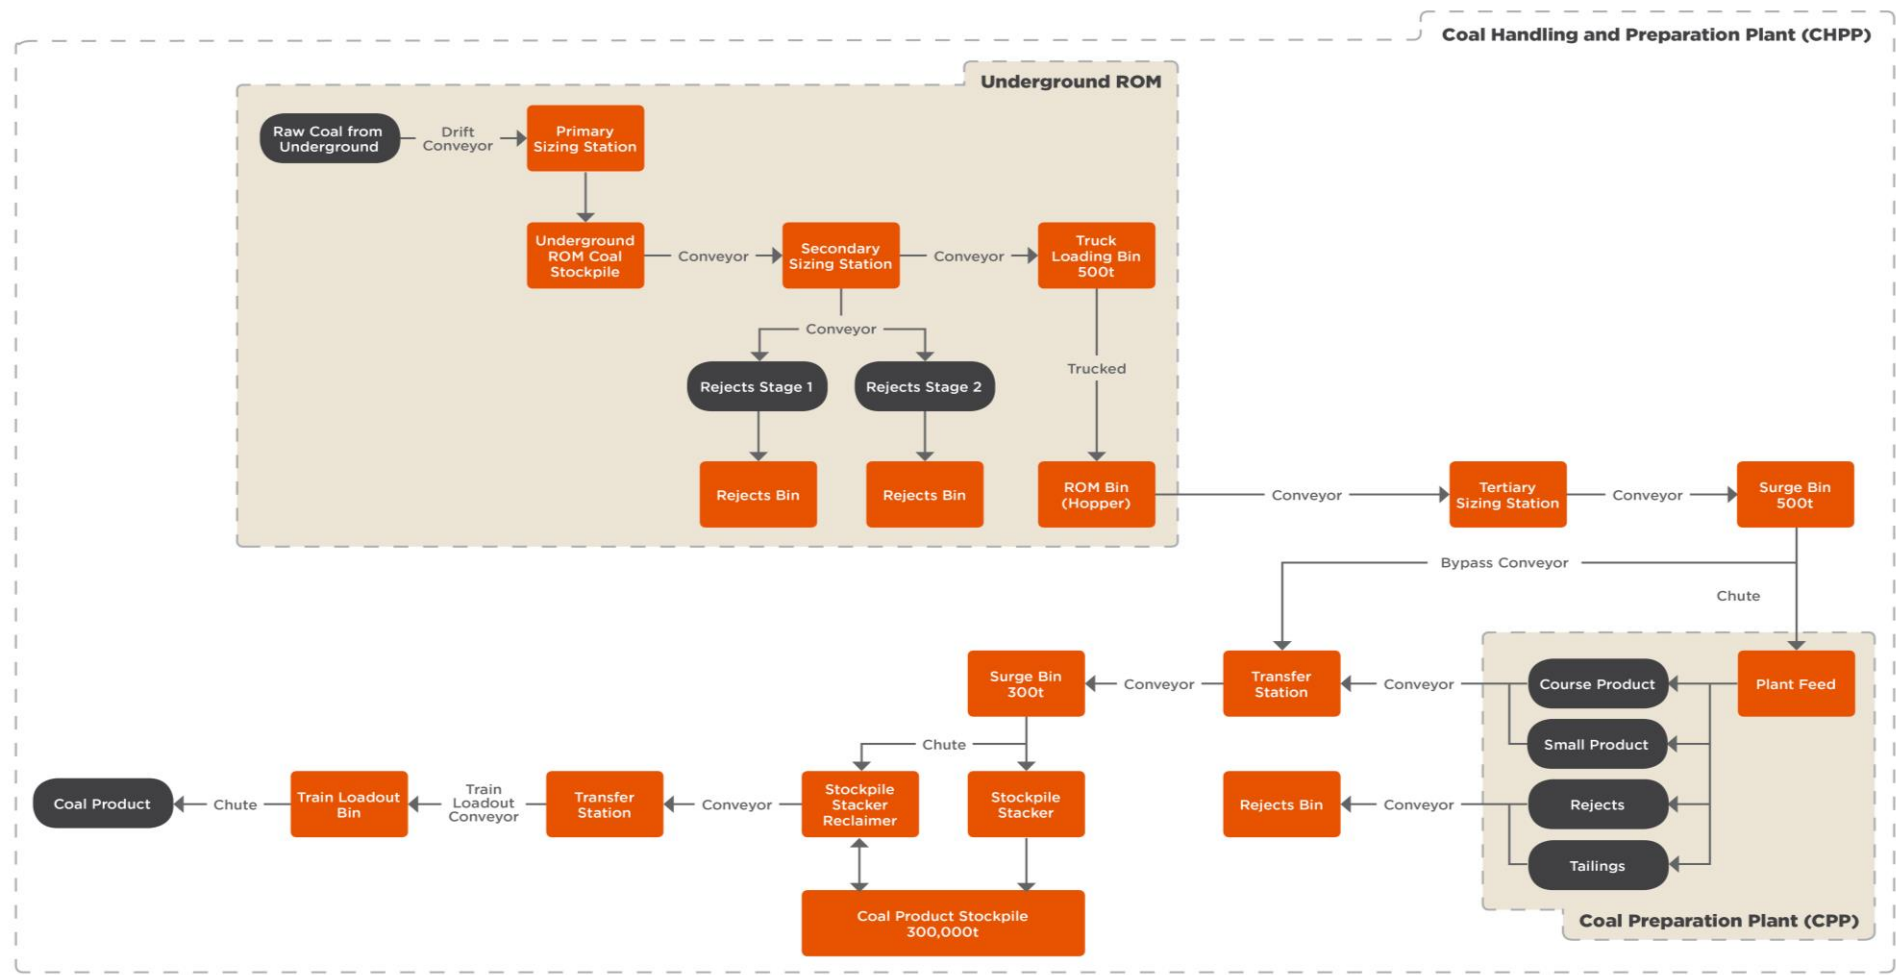 Coal Handling and Preparation Plant (CHPP)
Underground ROM
Raw Coal from
Underground
Drift
Conveyor
Primary
Sizing Station
Underground
ROM Coal
Stockpile
Conveyor
Secondary
Sizing Station
Conveyor
Truck
Loading Bin
500t
Conveyor
Rejects Stage 1
Rejects Stage 2
Trucked
Rejects Bin
Rejects Bin
ROM Bin
(Hopper)
Conveyor
Tertiary
Sizing Station
Conveyor
Surge Bin
500t
Bypass Conveyor
Chute
Surge Bin
300t
Conveyor
Transfer
Station
Conveyor
Course Product
Plant Feed
Small Product
Chute
Coal Product
Chute
Train Loadout
Bin
Train
Loadout
Conveyor
Transfer
Station
Conveyor
Stockpile
Stacker
Reclaimer
Stockpile
Stacker
Rejects Bin
Conveyor
Rejects
Tailings
Coal Product Stockpile
300,000t
Coal Preparation Plant (CPP)